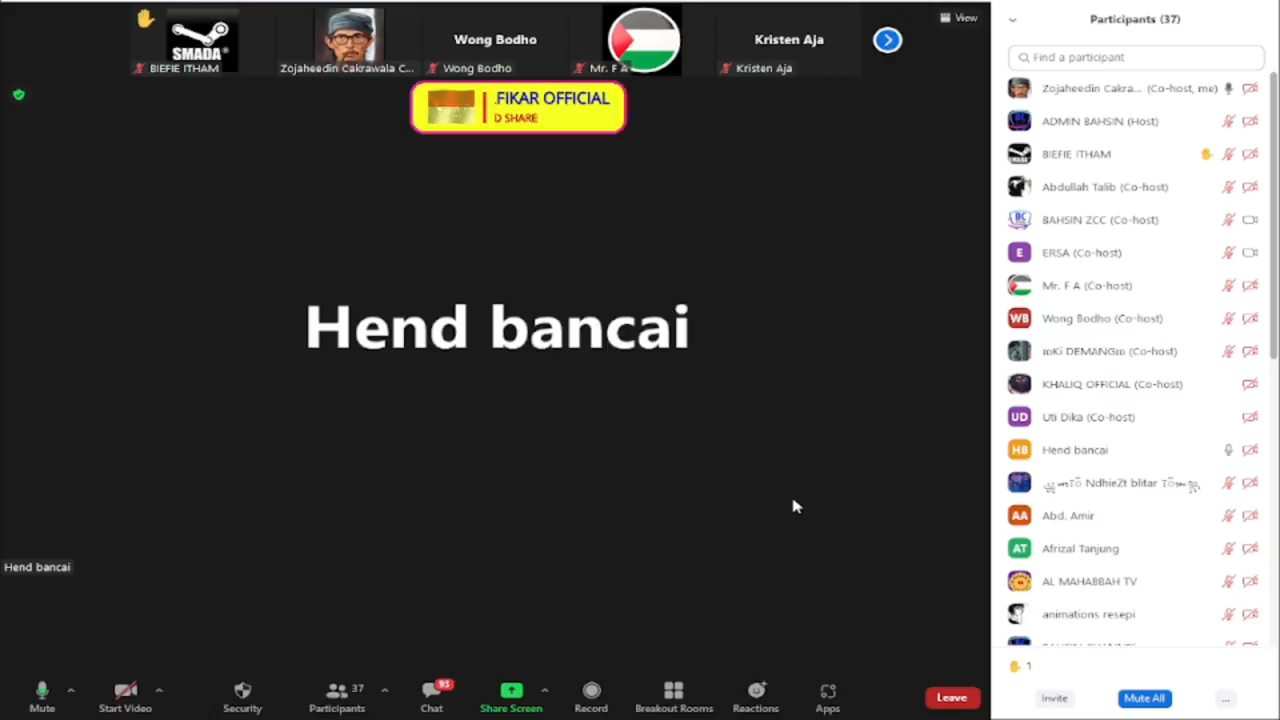 View
SMADA
BIEFIE ITHAM
Zojaheedin Cakrawala C...
Wong Bodho
Wong Bodho
Mr. F A
Kristen Aja
Kristen Aja
.FIKAR OFFICIAL
D SHARE
Hend bancai
Hend bancai
Mute
Start Video
Security
37
Participants
93
Chat
Share Screen
Record
Breakout Rooms
Reactions
Apps
Leave
Participants (37)
Find a participant
Zojaheedin Cakra... (Co-host, me)
ADMIN BAHSIN (Host)
BIEFIE ITHAM
Abdullah Talib (Co-host)
BAHSIN ZCC (Co-host)
E ERSA (Co-host)
Mr. F A (Co-host)
WB Wong Bodho (Co-host)
Ki DEMANG (Co-host)
KHALIQ OFFICIAL (Co-host)
UD Uti Dika (Co-host)
HB Hend bancai
NdhieZt blitar
AA Abd. Amir
AT Afrizal Tanjung
AL MAHABBAH TV
animations resepi
1
Invite
Mute All
...